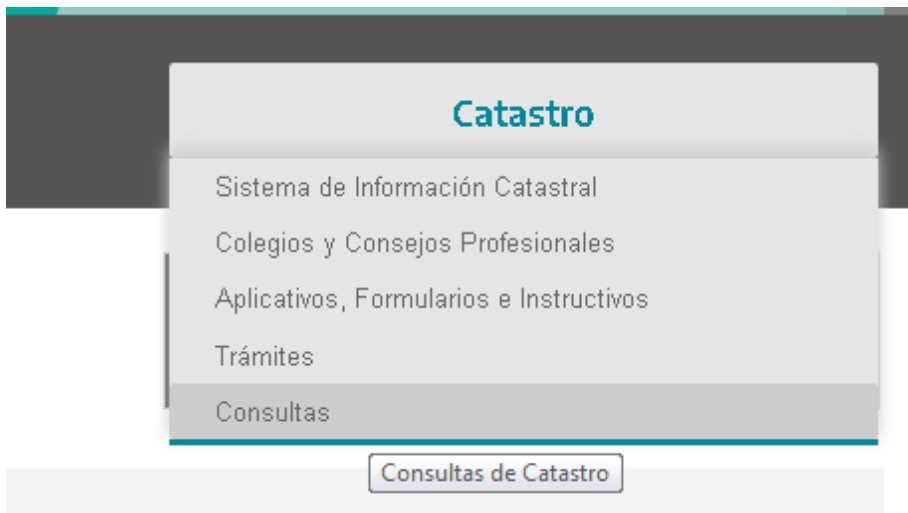 Catastro
Sistema de Información Catastral
Colegios y Consejos Profesionales
Aplicativos, Formularios e Instructivos
Trámites
Consultas
Consultas de Catastro